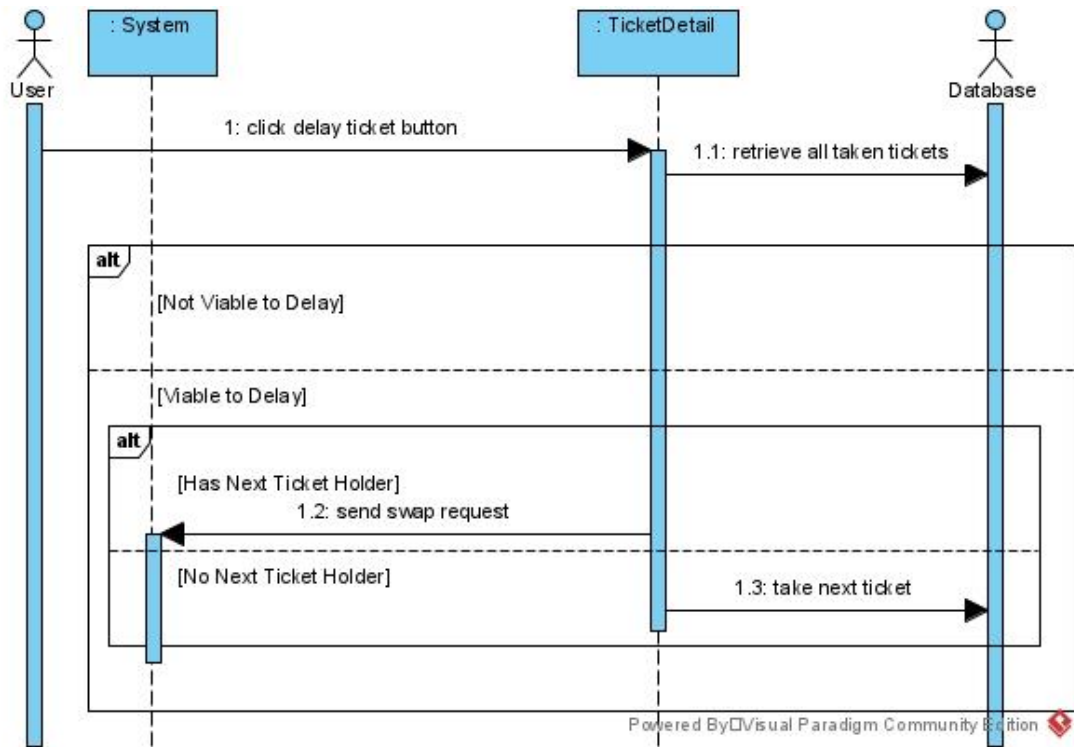 : System
: TicketDetail
User
Database
1: click delay ticket button
1.1: retrieve all taken tickets
alt
[Not Viable to Delay]
[Viable to Delay]
alt
[Has Next Ticket Holder]
1.2: send swap request
[No Next Ticket Holder]
1.3: take next ticket
Powered By□Visual Paradigm Community Edition